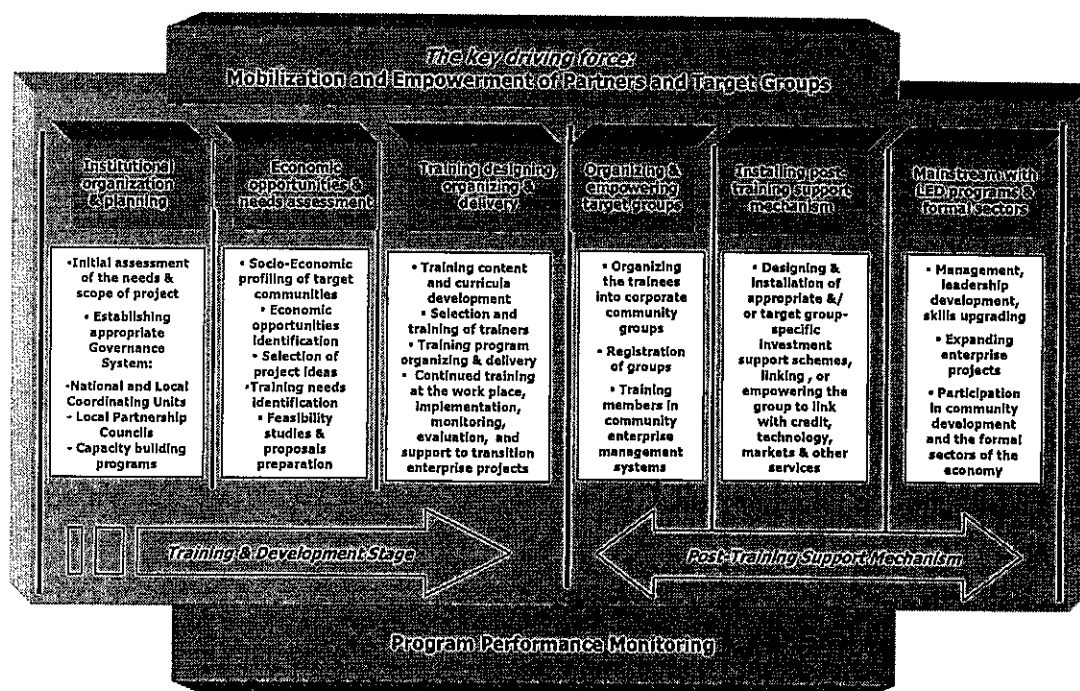 The key driving force:
Mobilization and Empowerment of Partners and Target Groups
Institutional
organization
& planning
•Initial assessment
of the needs &
scope of project
• Establishing
appropriate
Governance
System:
•National and Local
Coordinating Units
- Local Partnership
Councils
- Capacity building
programs
Economic
opportunities &
needs assessment
• Socio-Economic
profiling of target
communities
• Economic
opportunities
identification
• Selection of
project ideas
•Training needs
identification
• Feasibility
studies &
proposals
preparation
Training designing
organizing &
delivery
• Training content
and curricula
development
• Selection and
training of trainers
• Training program
organizing & delivery
• Continued training
at the work place,
implementation,
monitoring,
evaluation, and
support to transition
enterprise projects
Organizing &
empowering
target groups
• Organizing
the trainees
into corporate
community
groups
• Registration
of groups
• Training
members in
community
enterprise
management
systems
Installing post-
training support
mechanism
• Designing &
installation of
appropriate &/
or target group-
specific
investment
support schemes,
linking , or
empowering the
group to link
with credit,
technology,
markets & other
services
Mainstream with
LED programs &
formal sectors
• Management,
leadership
development,
skills upgrading
• Expanding
enterprise
projects
• Participation
in community
development
and the formal
sectors of the
economy
Training & Development Stage
Post-Training Support Mechanism
Program Performance Monitoring